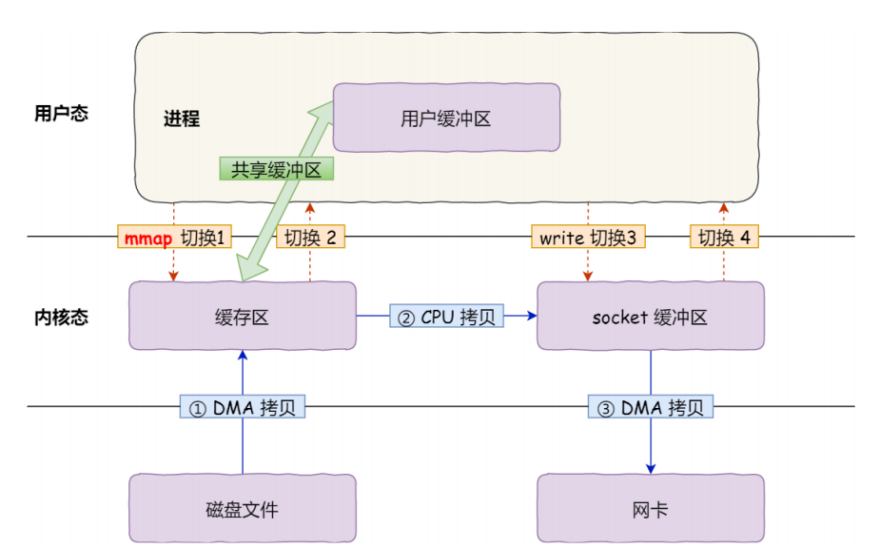 用户态
进程
用户缓冲区
共享缓冲区
mmap 切换1
切换 2
write 切换3
切换 4
内核态
缓存区
② CPU 拷贝
socket 缓冲区
① DMA 拷贝
③ DMA 拷贝
磁盘文件
网卡